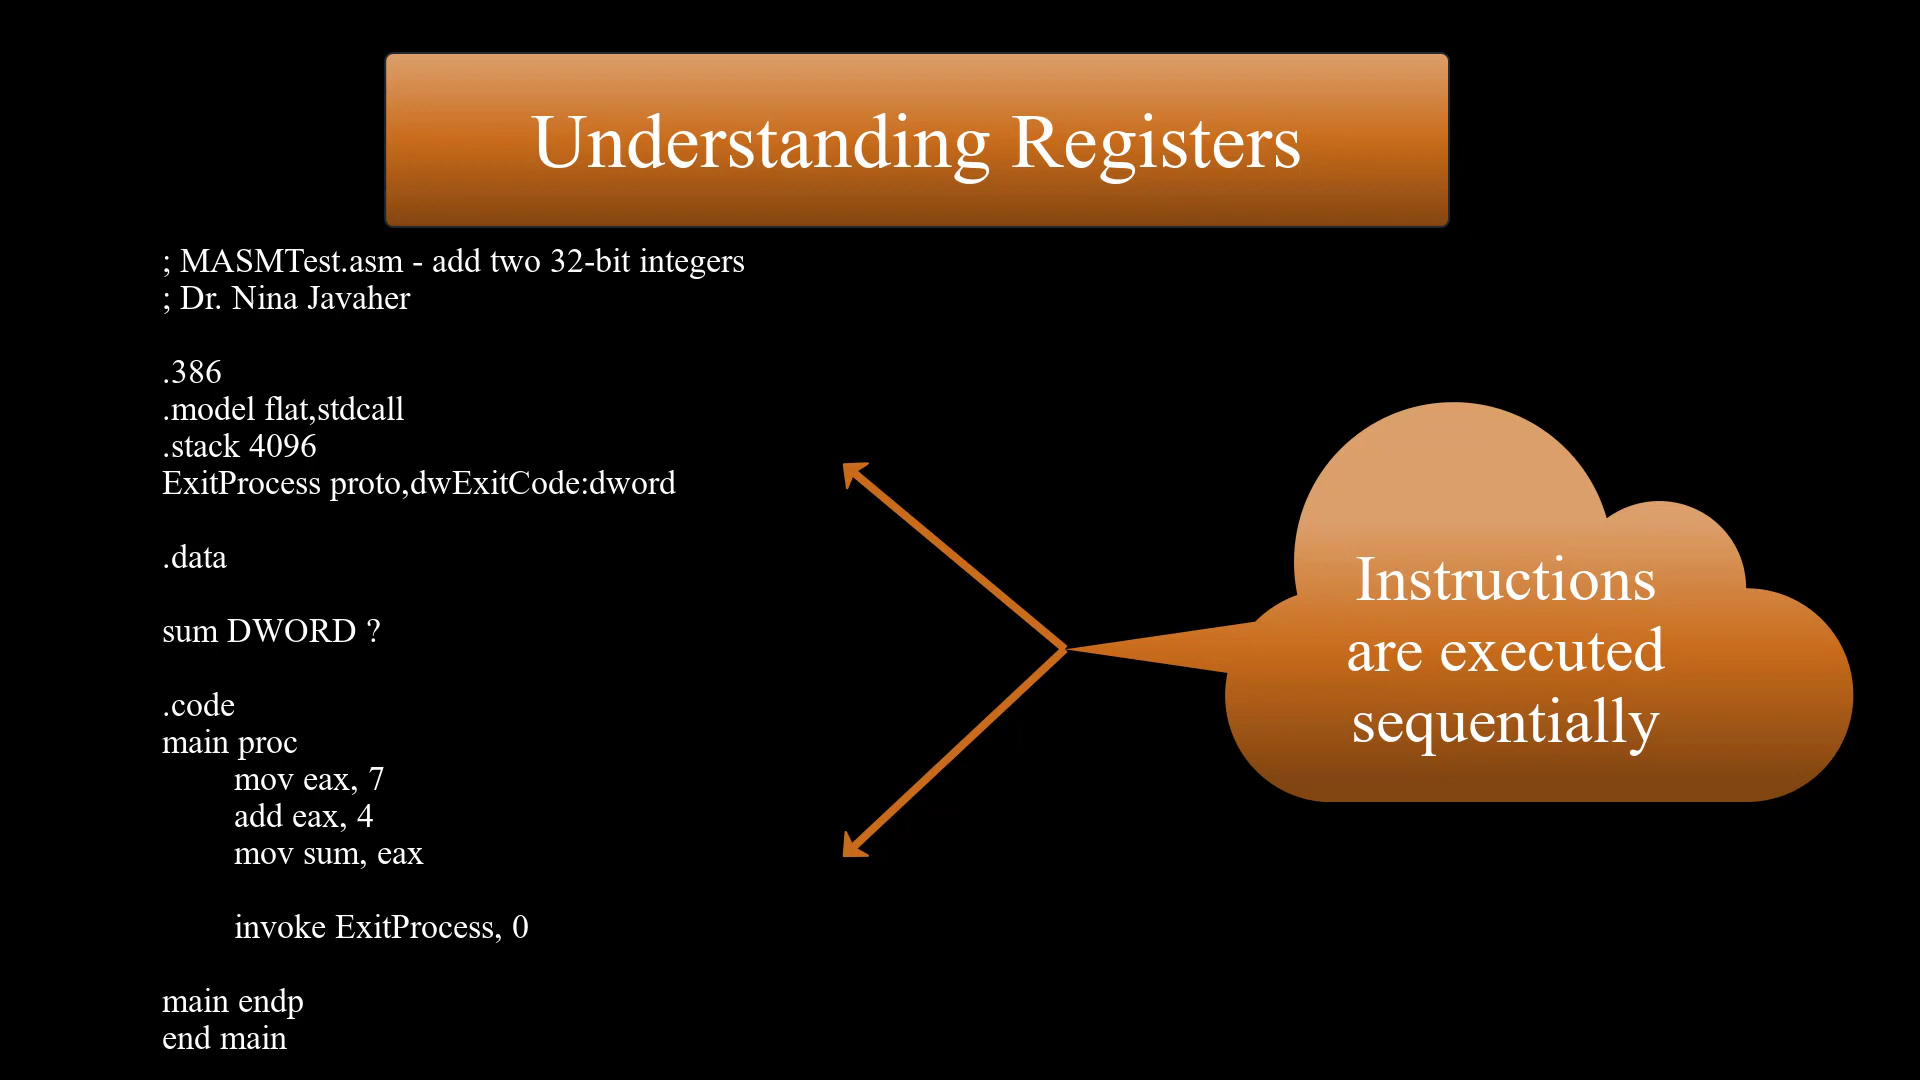 Understanding Registers
; MASMTest.asm - add two 32-bit integers
; Dr. Nina Javaher
.386
.model flat,stdcall
.stack 4096
ExitProcess proto,dwExitCode:dword
.data
sum DWORD ?
.code
main proc
mov eax, 7
add eax, 4
mov sum, eax
invoke ExitProcess, 0
main endp
end main
Instructions
are executed
sequentially